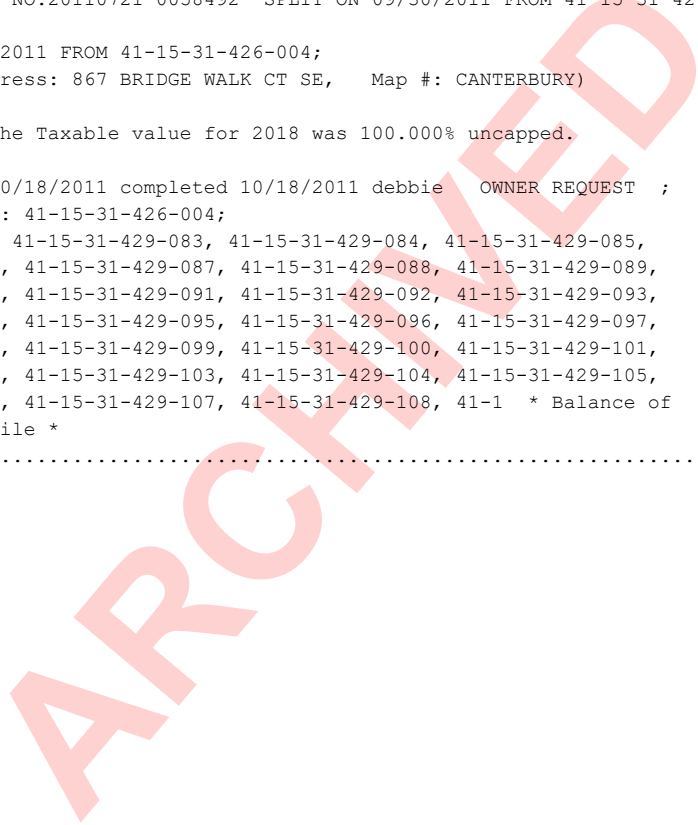 NO.20110721-0058492 SPLIT ON 09/30/2011 FROM 41-15-31-42
2011 FROM 41-15-31-426-004;
ress: 867 BRIDGE WALK CT SE, Map #: CANTERBURY)
he Taxable value for 2018 was 100.000% uncapped.
0/18/2011 completed 10/18/2011 debbie OWNER REQUEST ;
: 41-15-31-426-004;
41-15-31-429-083, 41-15-31-429-084, 41-15-31-429-085,
, 41-15-31-429-087, 41-15-31-429-088, 41-15-31-429-089,
, 41-15-31-429-091, 41-15-31-429-092, 41-15-31-429-093,
, 41-15-31-429-095, 41-15-31-429-096, 41-15-31-429-097,
, 41-15-31-429-099, 41-15-31-429-100, 41-15-31-429-101,
, 41-15-31-429-103, 41-15-31-429-104, 41-15-31-429-105,
, 41-15-31-429-107, 41-15-31-429-108, 41-1 * Balance of
ile *
.........................................................
ARCHIVED